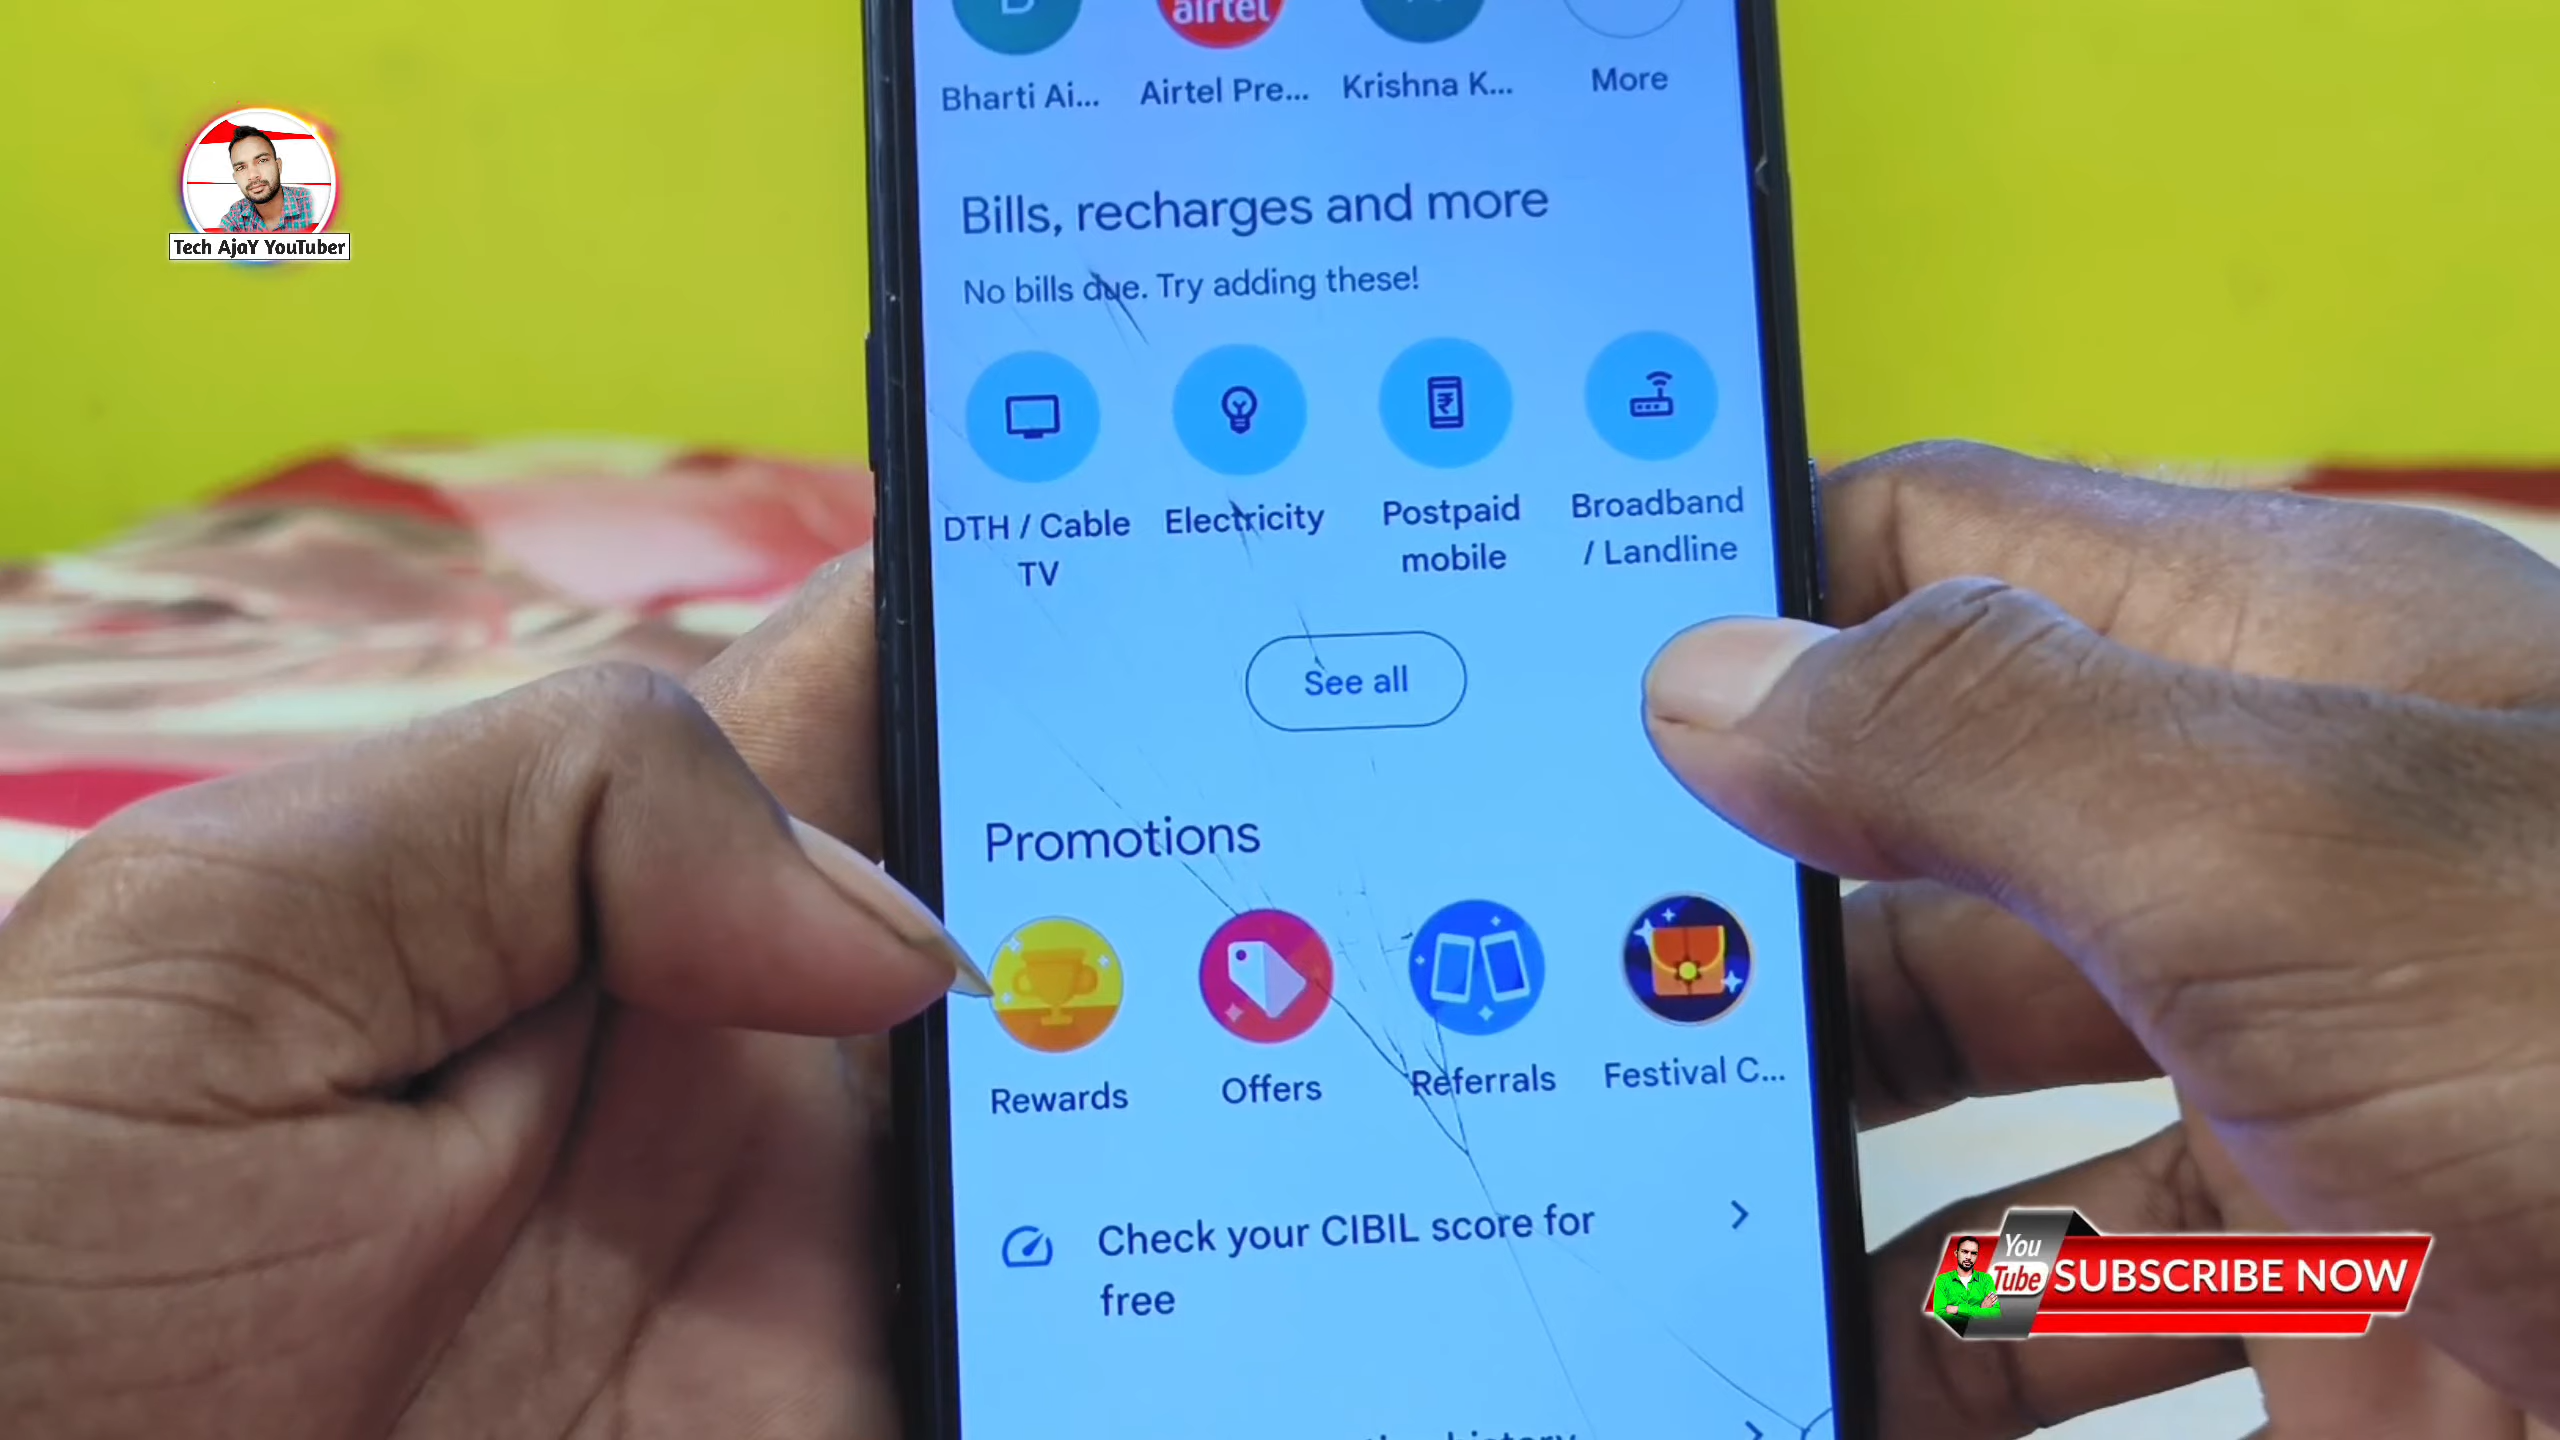 airtel
Bharti Ai...
Airtel Pre...
Krishna K...
More
Tech AjaY YouTuber
Bills, recharges and more
No bills due. Try adding these!
DTH / Cable
TV
Electricity
Postpaid
mobile
Broadband
/ Landline
See all
Promotions
Rewards
Offers
Referrals
Festival C...
Check your CIBIL score for
free
You
Tube
SUBSCRIBE NOW